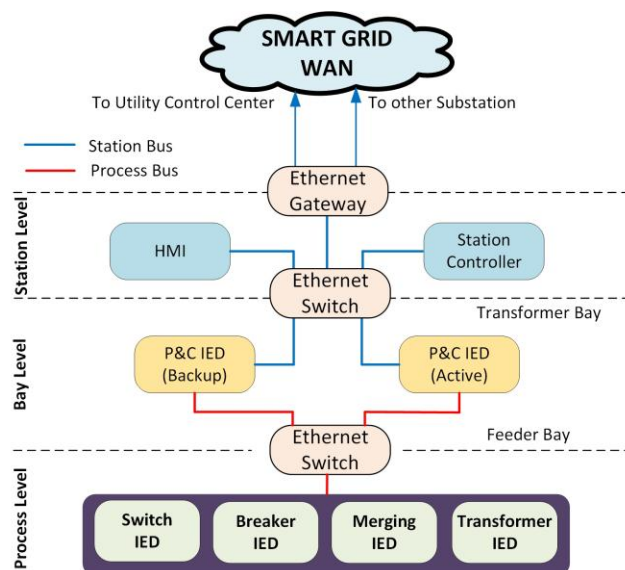 SMART GRID
WAN
To Utility Control Center
To other Substation
Station Bus
Process Bus
Ethernet
Gateway
Station Level
HMI
Station
Controller
Ethernet
Switch
Transformer Bay
Bay Level
P&C IED
(Backup)
P&C IED
(Active)
Ethernet
Switch
Feeder Bay
Process Level
Switch
IED
Breaker
IED
Merging
IED
Transformer
IED